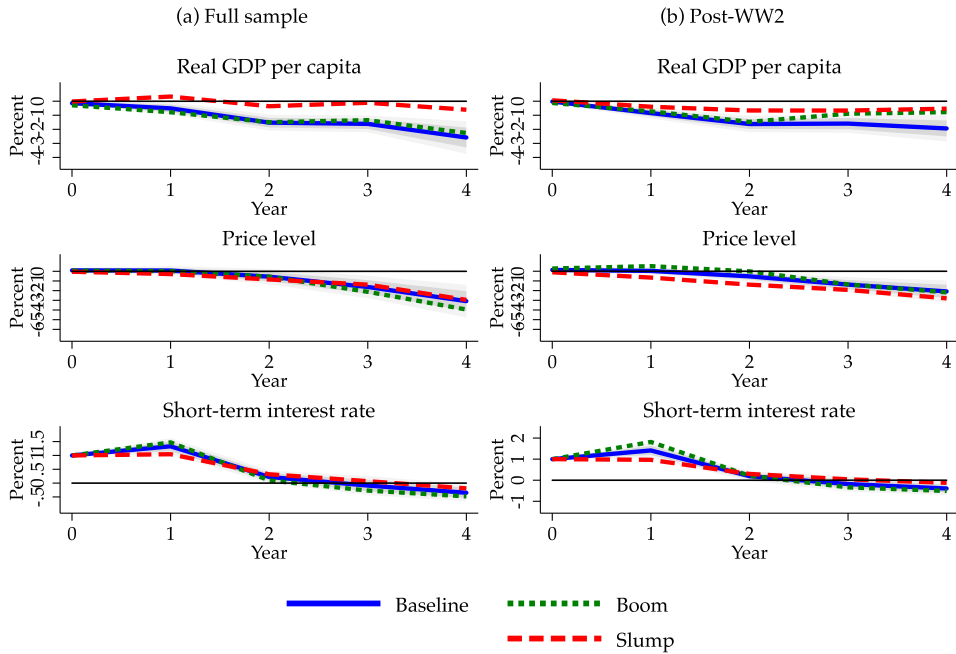 (a) Full sample
(b) Post-WW2
Real GDP per capita
Percent
-4-3-2-10
0 1 2 3 4
Year
Real GDP per capita
Percent
-4-3-2-10
0 1 2 3 4
Year
Price level
Percent
-6543210
0 1 2 3 4
Year
Price level
Percent
-6543210
0 1 2 3 4
Year
Short-term interest rate
Percent
-.50.511.5
0 1 2 3 4
Year
Short-term interest rate
Percent
-1 0 1 2
0 1 2 3 4
Year
Baseline
Boom
Slump